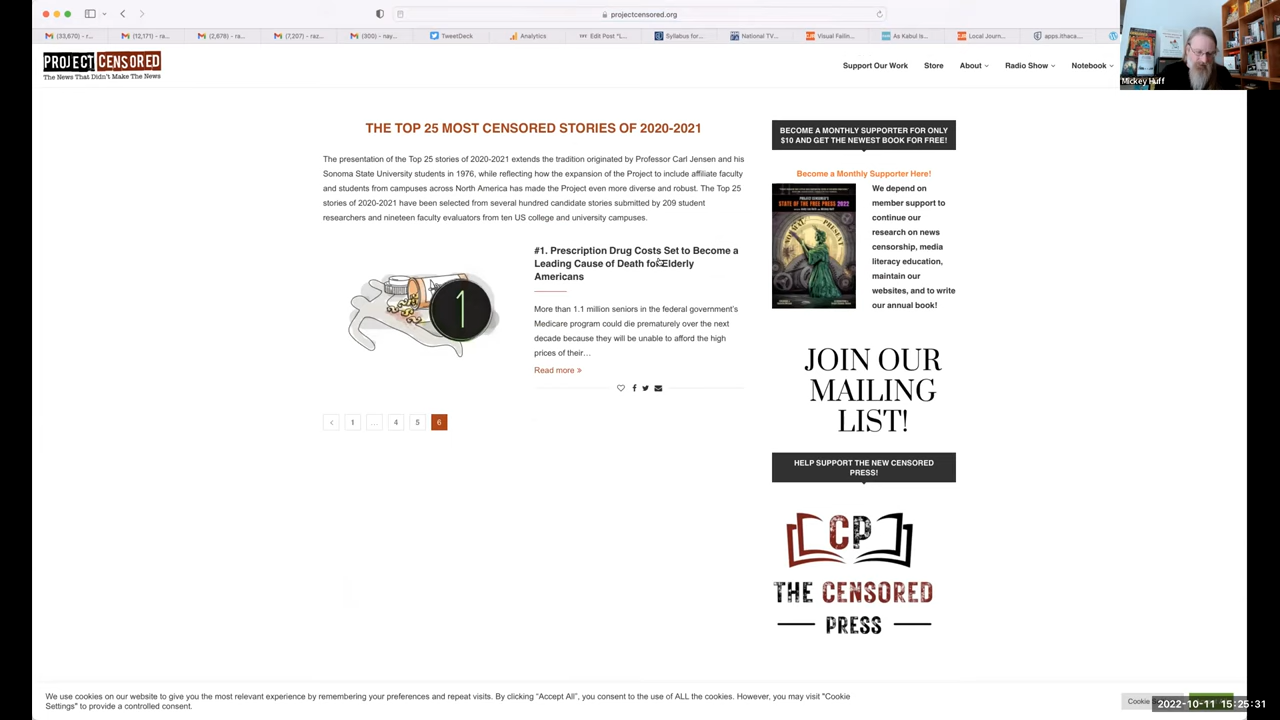 projectcensored.org
(33,670) – r...
(12,171) – ra...
(2,678) – ra...
(7,207) – raz...
(300) – nay...
TweetDeck
Analytics
Edit Post "L...
Syllabus for...
National TV...
Visual Failin...
As Kabul Is...
Local Journ...
apps.ithaca...
PROJECT CENSORED
The News That Didn't Make The News
Support Our Work
Store
About
Radio Show
Notebook
Mickey Huff
THE TOP 25 MOST CENSORED STORIES OF 2020-2021
The presentation of the Top 25 stories of 2020-2021 extends the tradition originated by Professor Carl Jensen and his
Sonoma State University students in 1976, while reflecting how the expansion of the Project to include affiliate faculty
and students from campuses across North America has made the Project even more diverse and robust. The Top 25
stories of 2020-2021 have been selected from several hundred candidate stories submitted by 209 student
researchers and nineteen faculty evaluators from ten US college and university campuses.
1
#1. Prescription Drug Costs Set to Become a
Leading Cause of Death for Elderly
Americans
More than 1.1 million seniors in the federal government's
Medicare program could die prematurely over the next
decade because they will be unable to afford the high
prices of their...
Read more »
1
...
4
5
6
BECOME A MONTHLY SUPPORTER FOR ONLY
$10 AND GET THE NEWEST BOOK FOR FREE!
Become a Monthly Supporter Here!
STATE OF THE FREE PRESS 2022
We depend on
member support to
continue our
research on news
censorship, media
literacy education,
maintain our
websites, and to write
our annual book!
JOIN OUR
MAILING
LIST!
HELP SUPPORT THE NEW CENSORED
PRESS!
CP
THE CENSORED
PRESS
We use cookies on our website to give you the most relevant experience by remembering your preferences and repeat visits. By clicking "Accept All", you consent to the use of ALL the cookies. However, you may visit "Cookie
Settings" to provide a controlled consent.
Cookie
2022-10-11 15:25:31